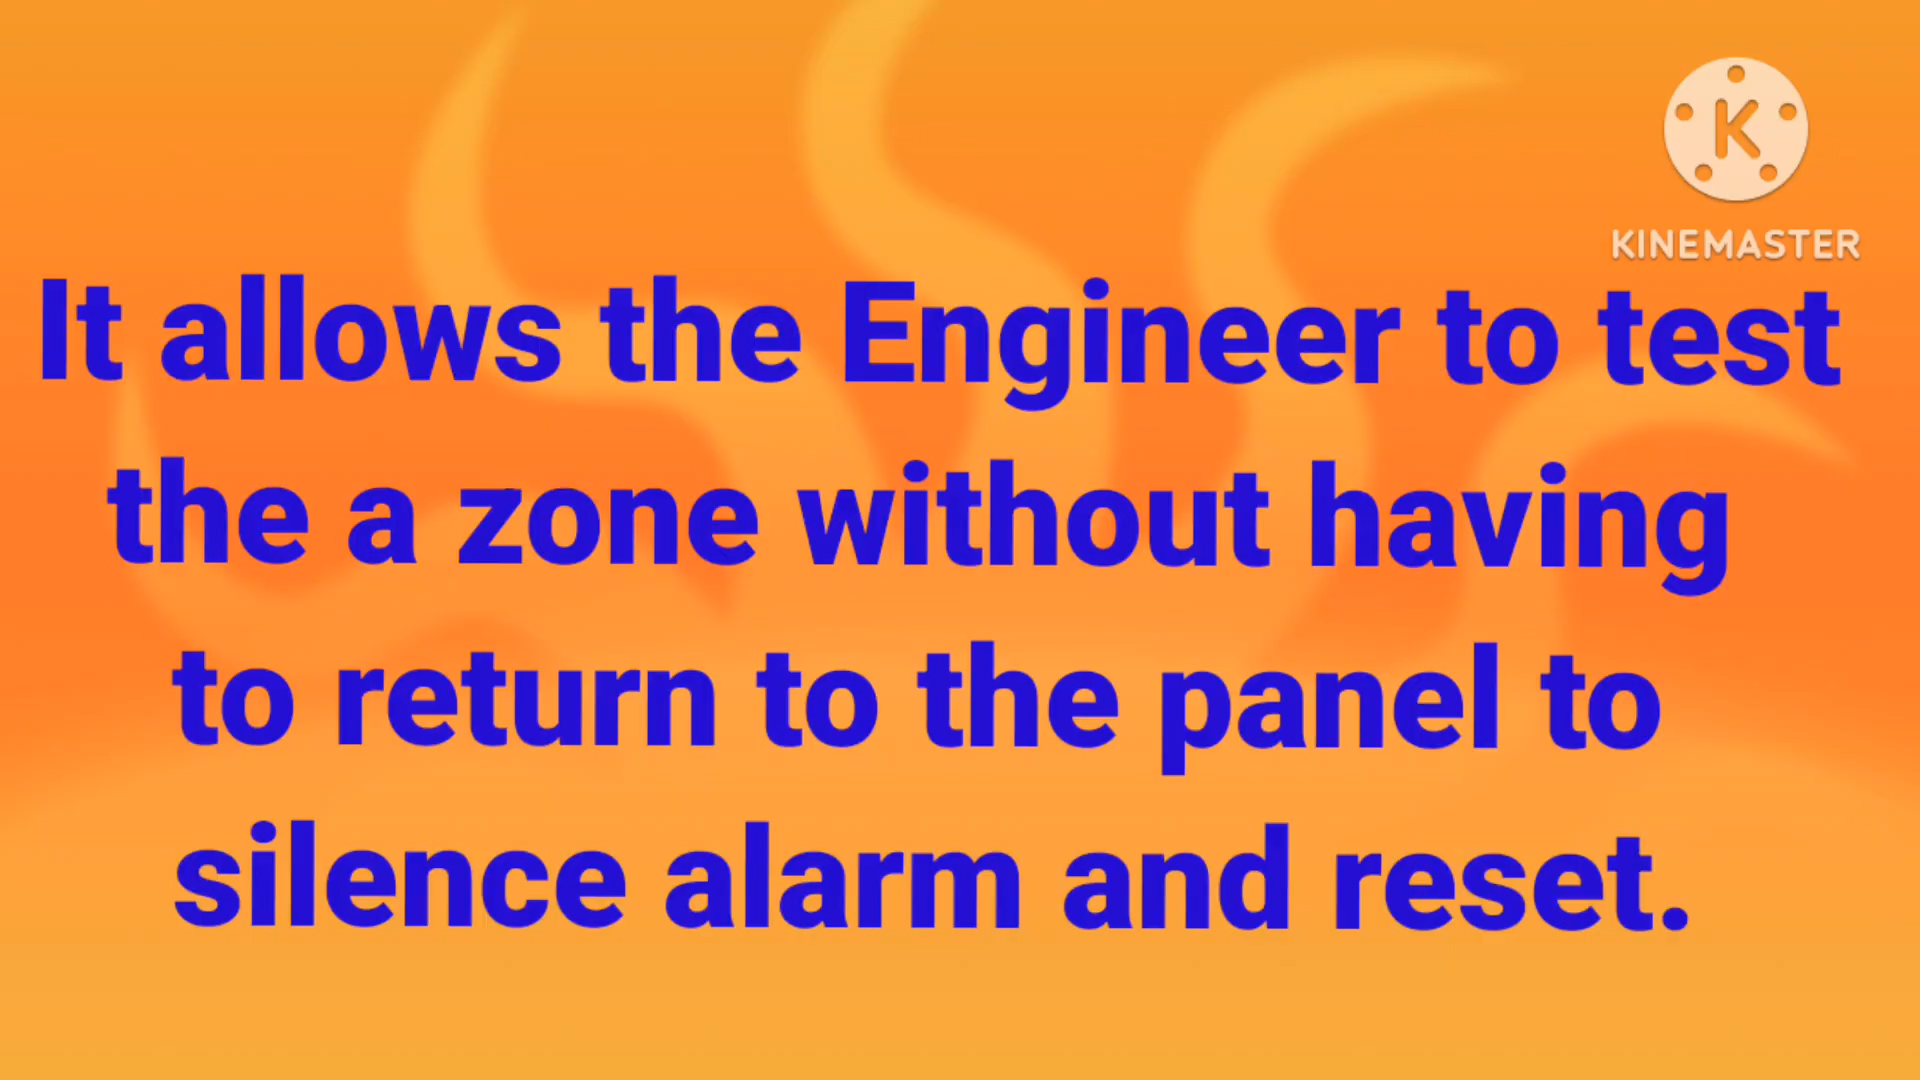 K
KINEMASTER
It allows the Engineer to test
the a zone without having
to return to the panel to
silence alarm and reset.